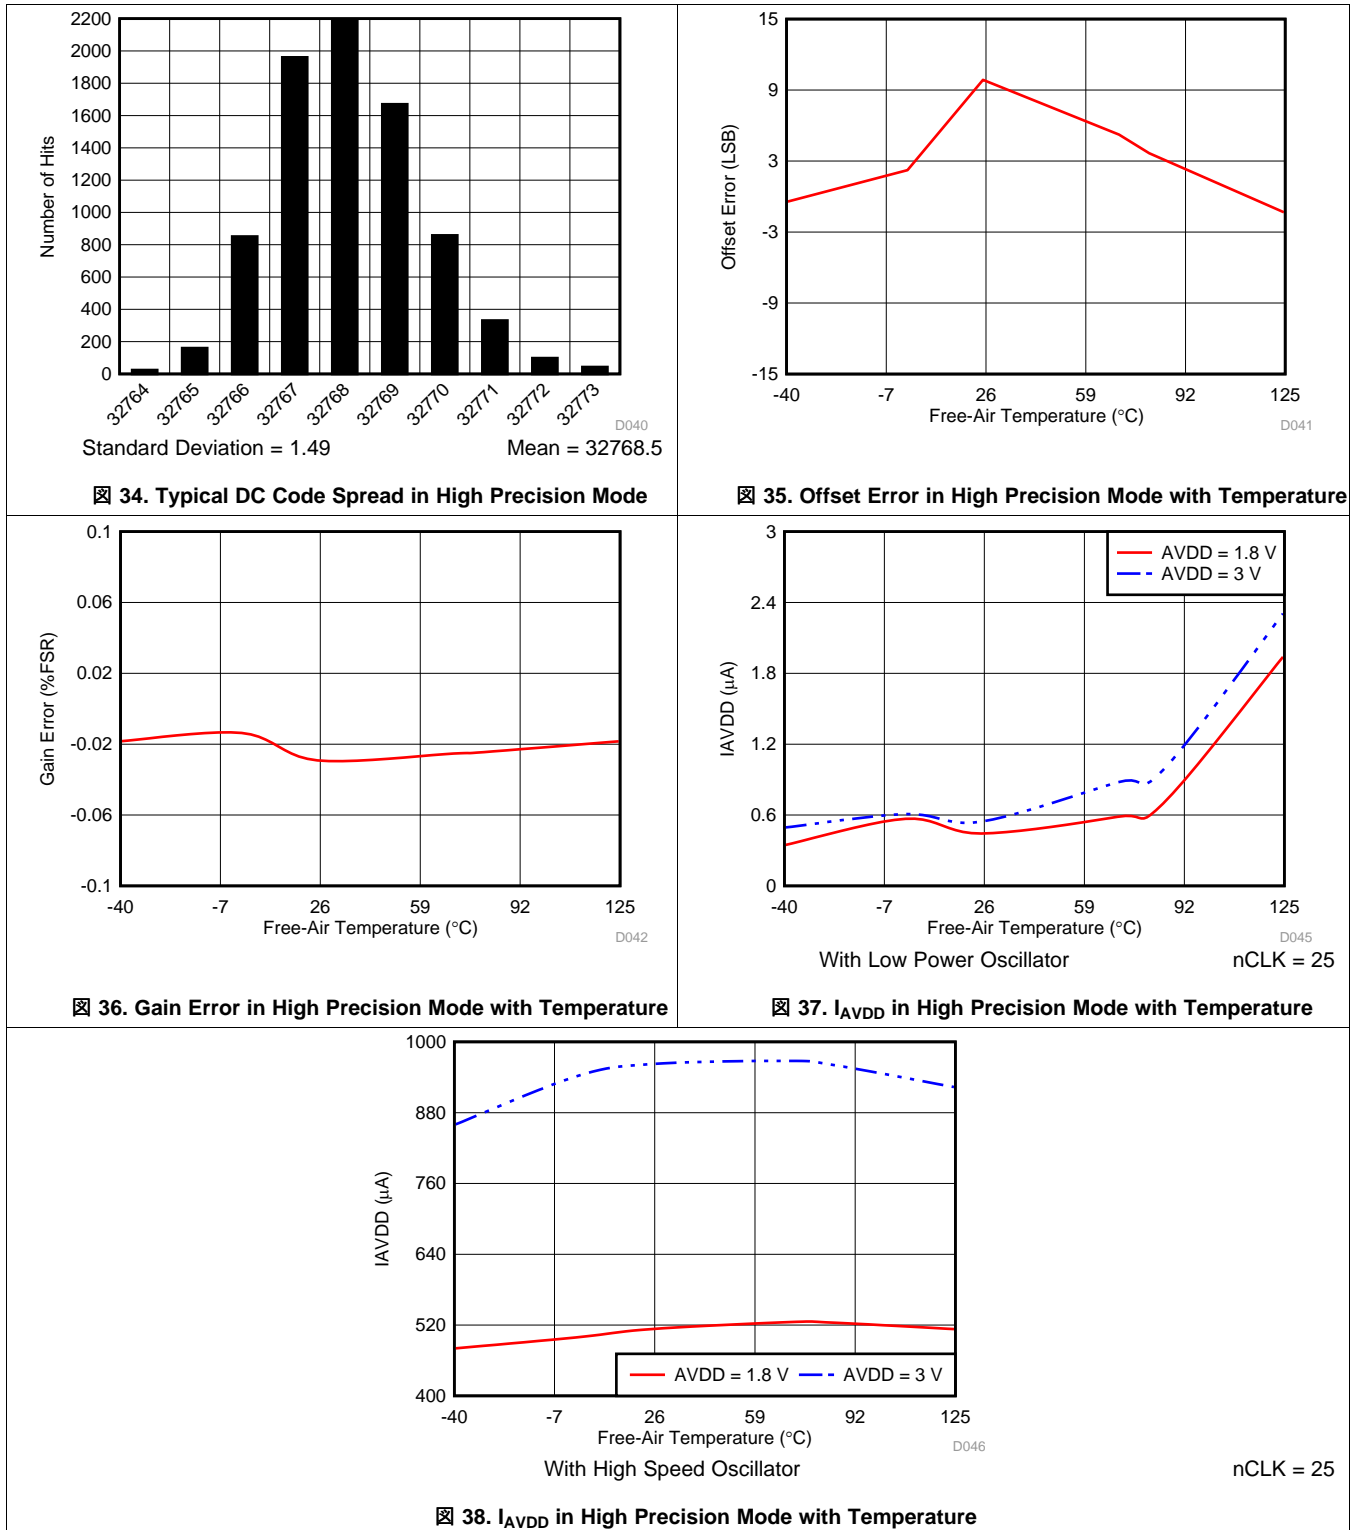 2200
2000
1800
1600
1400
1200
1000
800
600
400
200
0
Number of Hits
32764
32765
32766
32767
32768
32769
32770
32771
32772
32773
D040
Standard Deviation = 1.49 Mean = 32768.5
図 34. Typical DC Code Spread in High Precision Mode
15
9
3
-3
-9
-15
Offset Error (LSB)
-40 -7 26 59 92 125
Free-Air Temperature (°C)
D041
図 35. Offset Error in High Precision Mode with Temperature
0.1
0.06
0.02
-0.02
-0.06
-0.1
Gain Error (%FSR)
-40 -7 26 59 92 125
Free-Air Temperature (°C)
D042
図 36. Gain Error in High Precision Mode with Temperature
3
2.4
1.8
1.2
0.6
0
IAVDD (µA)
AVDD = 1.8 V
AVDD = 3 V
-40 -7 26 59 92 125
Free-Air Temperature (°C)
D045
With Low Power Oscillator nCLK = 25
図 37. IAVDD in High Precision Mode with Temperature
1000
880
760
640
520
400
IAVDD (µA)
AVDD = 1.8 V AVDD = 3 V
-40 -7 26 59 92 125
Free-Air Temperature (°C)
D046
With High Speed Oscillator nCLK = 25
図 38. IAVDD in High Precision Mode with Temperature